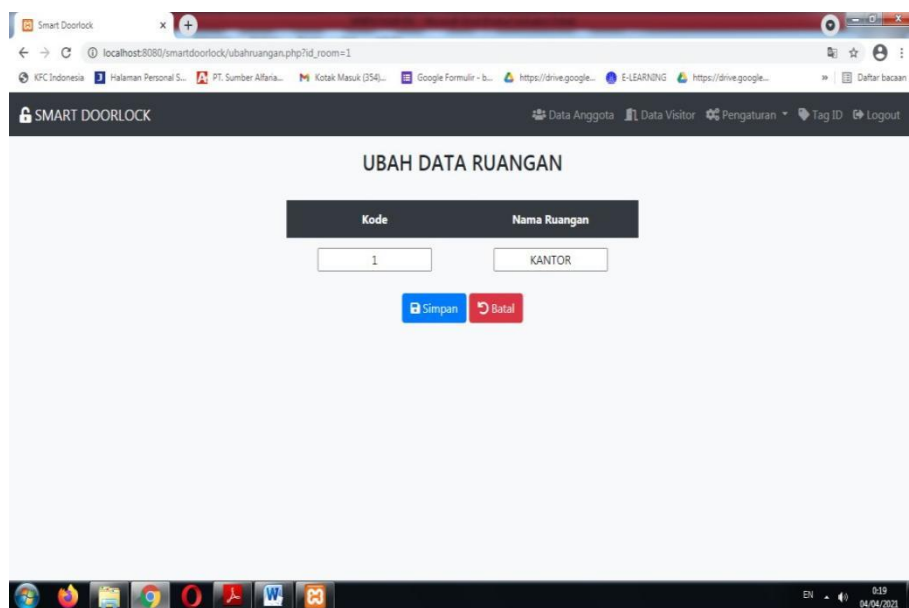 Smart Doorlock
localhost:8080/smartdoorlock/ubahruangan.php?id_room=1
KFC Indonesia Halaman Personal S... PT. Sumber Alfaria... Kotak Masuk (354)... Google Formulir - b... https://drive.google... E-LEARNING https://drive.google... » Daftar bacaan
SMART DOORLOCK Data Anggota Data Visitor Pengaturan Tag ID Logout
UBAH DATA RUANGAN
Kode Nama Ruangan
1 KANTOR
Simpan Batal
EN 0:19
04/04/2021